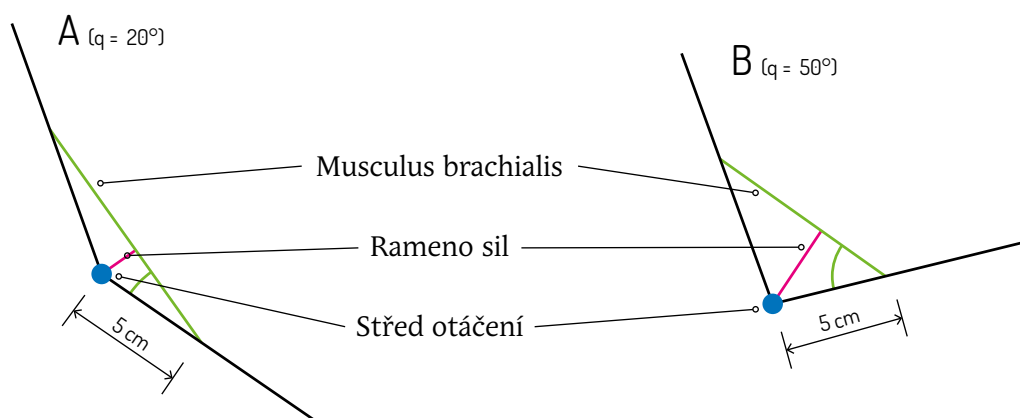 A (q = 20°)
B (q = 50°)
Musculus brachialis
Rameno sil
Střed otáčení
5 cm
5 cm